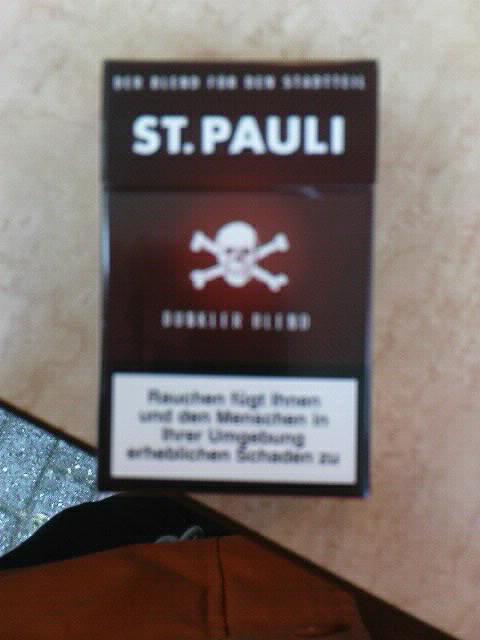 DER BLEND FÜR DEN STADTTEIL
ST. PAULI
DUNKLER BLEND
Rauchen fügt Ihnen
und den Menschen in
Ihrer Umgebung
erheblichen Schaden zu